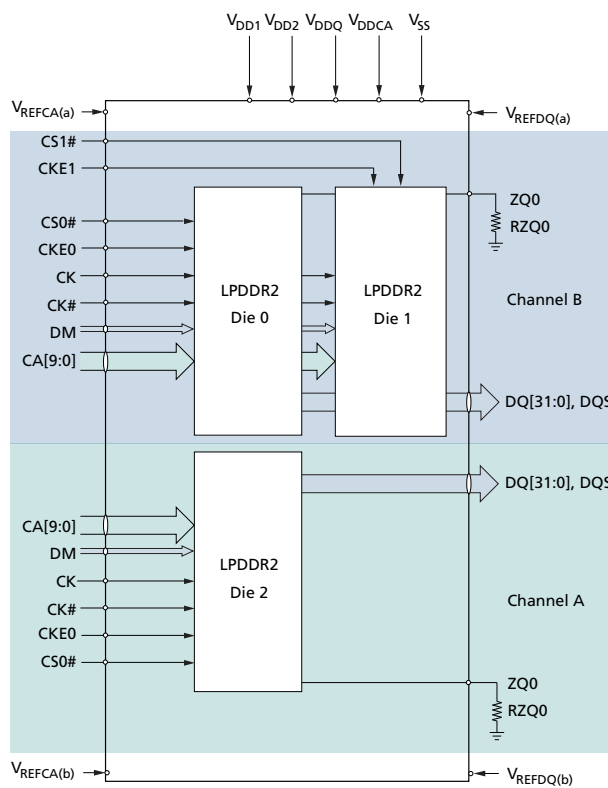 VDD1 VDD2 VDDQ VDDCA VSS
VREFCA(a)
VREFDQ(a)
CS1#
CKE1
ZQ0
RZQ0
CS0#
CKE0
CK
CK#
DM
CA[9:0]
LPDDR2
Die 0
LPDDR2
Die 1
Channel B
DQ[31:0], DQS
DQ[31:0], DQS
CA[9:0]
DM
CK
CK#
CKE0
CS0#
LPDDR2
Die 2
Channel A
ZQ0
RZQ0
VREFCA(b)
VREFDQ(b)